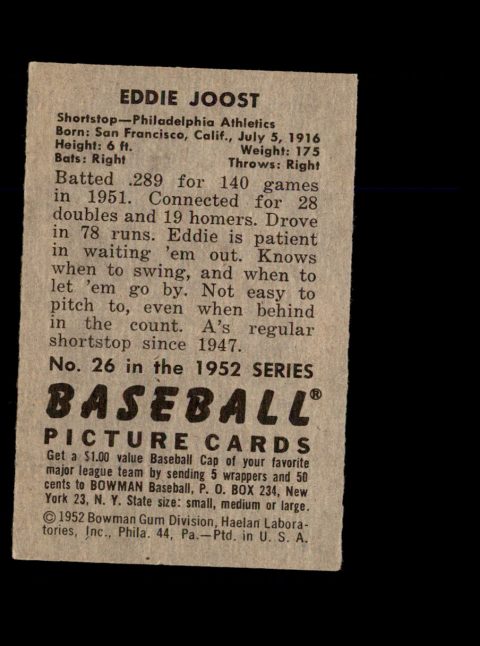 EDDIE JOOST
Shortstop—Philadelphia Athletics
Born: San Francisco, Calif., July 5, 1916
Height: 6 ft. Weight: 175
Bats: Right Throws: Right
Batted .289 for 140 games
in 1951. Connected for 28
doubles and 19 homers. Drove
in 78 runs. Eddie is patient
in waiting 'em out. Knows
when to swing, and when to
let 'em go by. Not easy to
pitch to, even when behind
in the count. A's regular
shortstop since 1947.
No. 26 in the 1952 SERIES
BASEBALL®
PICTURE CARDS
Get a $1.00 value Baseball Cap of your favorite
major league team by sending 5 wrappers and 50
cents to BOWMAN Baseball, P. O. BOX 234, New
York 23, N. Y. State size: small, medium or large.
©1952 Bowman Gum Division, Haelan Labora-
tories, Inc., Phila. 44, Pa.—Ptd. in U. S. A.